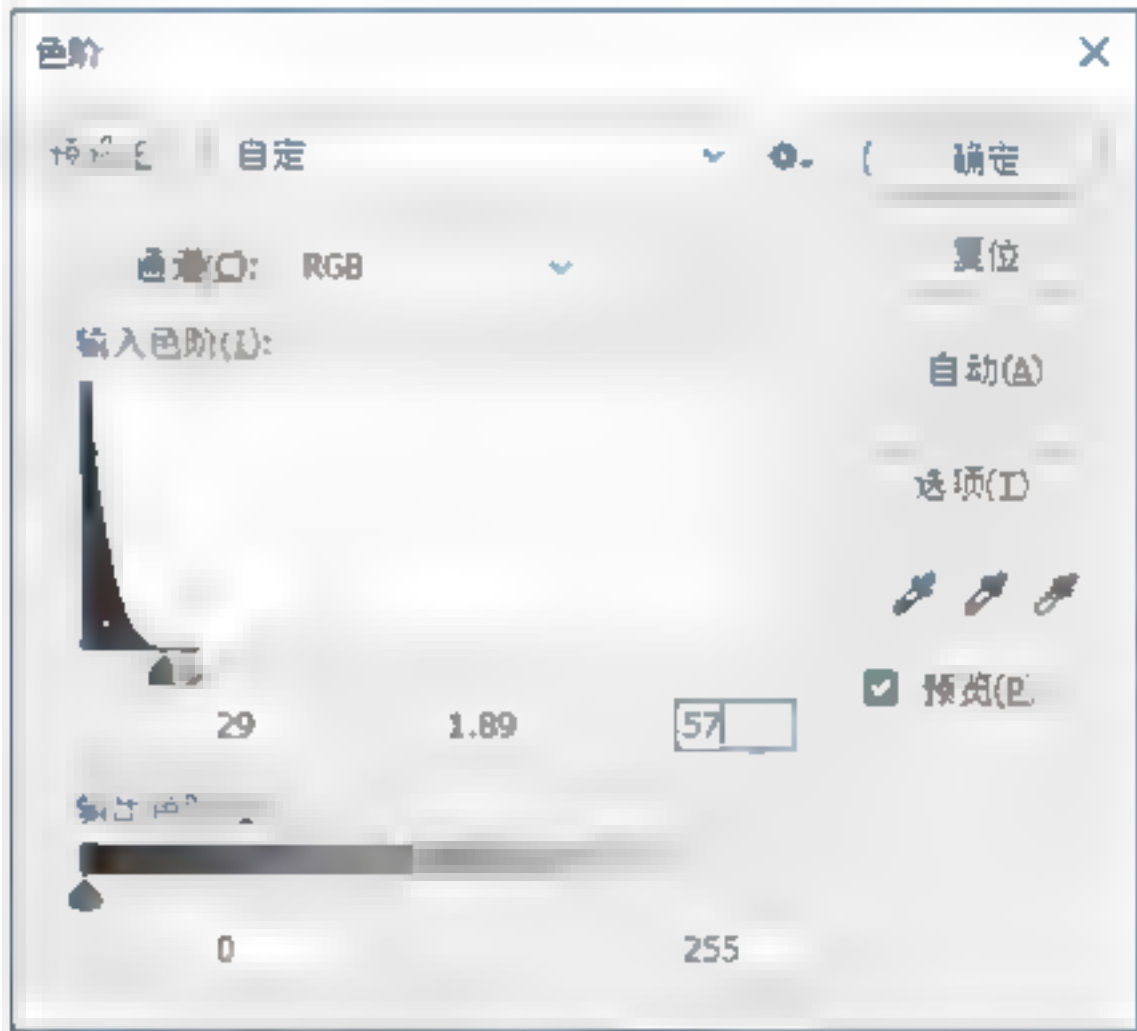 色阶
自定
确定
通道(C): RGB
复位
输入色阶(I):
自动(A)
选项(T)
预览(P
29 1.89 57
0 255